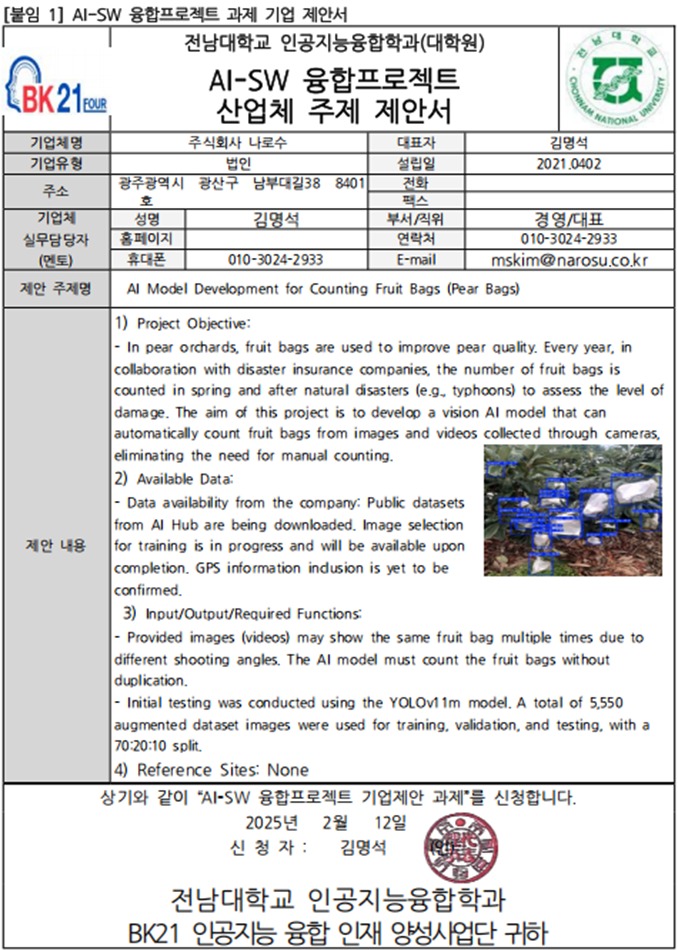 [붙임 1] AI-SW 융합프로젝트 과제 기업 제안서
BK21 FOUR
전남대학교 인공지능융합학과(대학원)
AI-SW 융합프로젝트
산업체 주제 제안서
전남대학교
CHONNAM NATIONAL UNIVERSITY
기업체명 주식회사 나로수 대표자 김명석
기업유형 법인 설립일 2021.0402
주소 광주광역시 광산구 남부대길38 8401
호
전화
팩스
기업체
실무담당자
(멘토)
성명 김명석 부서/직위 경영/대표
홈페이지 연락처 010-3024-2933
휴대폰 010-3024-2933 E-mail mskim@narosu.co.kr
제안 주제명 AI Model Development for Counting Fruit Bags (Pear Bags)
제안 내용
1) Project Objective:
- In pear orchards, fruit bags are used to improve pear quality. Every year, in
collaboration with disaster insurance companies, the number of fruit bags is
counted in spring and after natural disasters (e.g., typhoons) to assess the level of
damage. The aim of this project is to develop a vision AI model that can
automatically count fruit bags from images and videos collected through cameras,
eliminating the need for manual counting.
2) Available Data:
- Data availability from the company: Public datasets
from AI Hub are being downloaded. Image selection
for training is in progress and will be available upon
completion. GPS information inclusion is yet to be
confirmed.
3) Input/Output/Required Functions:
- Provided images (videos) may show the same fruit bag multiple times due to
different shooting angles. The AI model must count the fruit bags without
duplication.
- Initial testing was conducted using the YOLOv11m model. A total of 5,550
augmented dataset images were used for training, validation, and testing, with a
70:20:10 split.
4) Reference Sites: None
상기와 같이 "AI-SW 융합프로젝트 기업제안 과제"를 신청합니다.
2025년 2월 12일
신 청 자 : 김명석 (인)
전남대학교 인공지능융합학과
BK21 인공지능 융합 인재 양성사업단 귀하